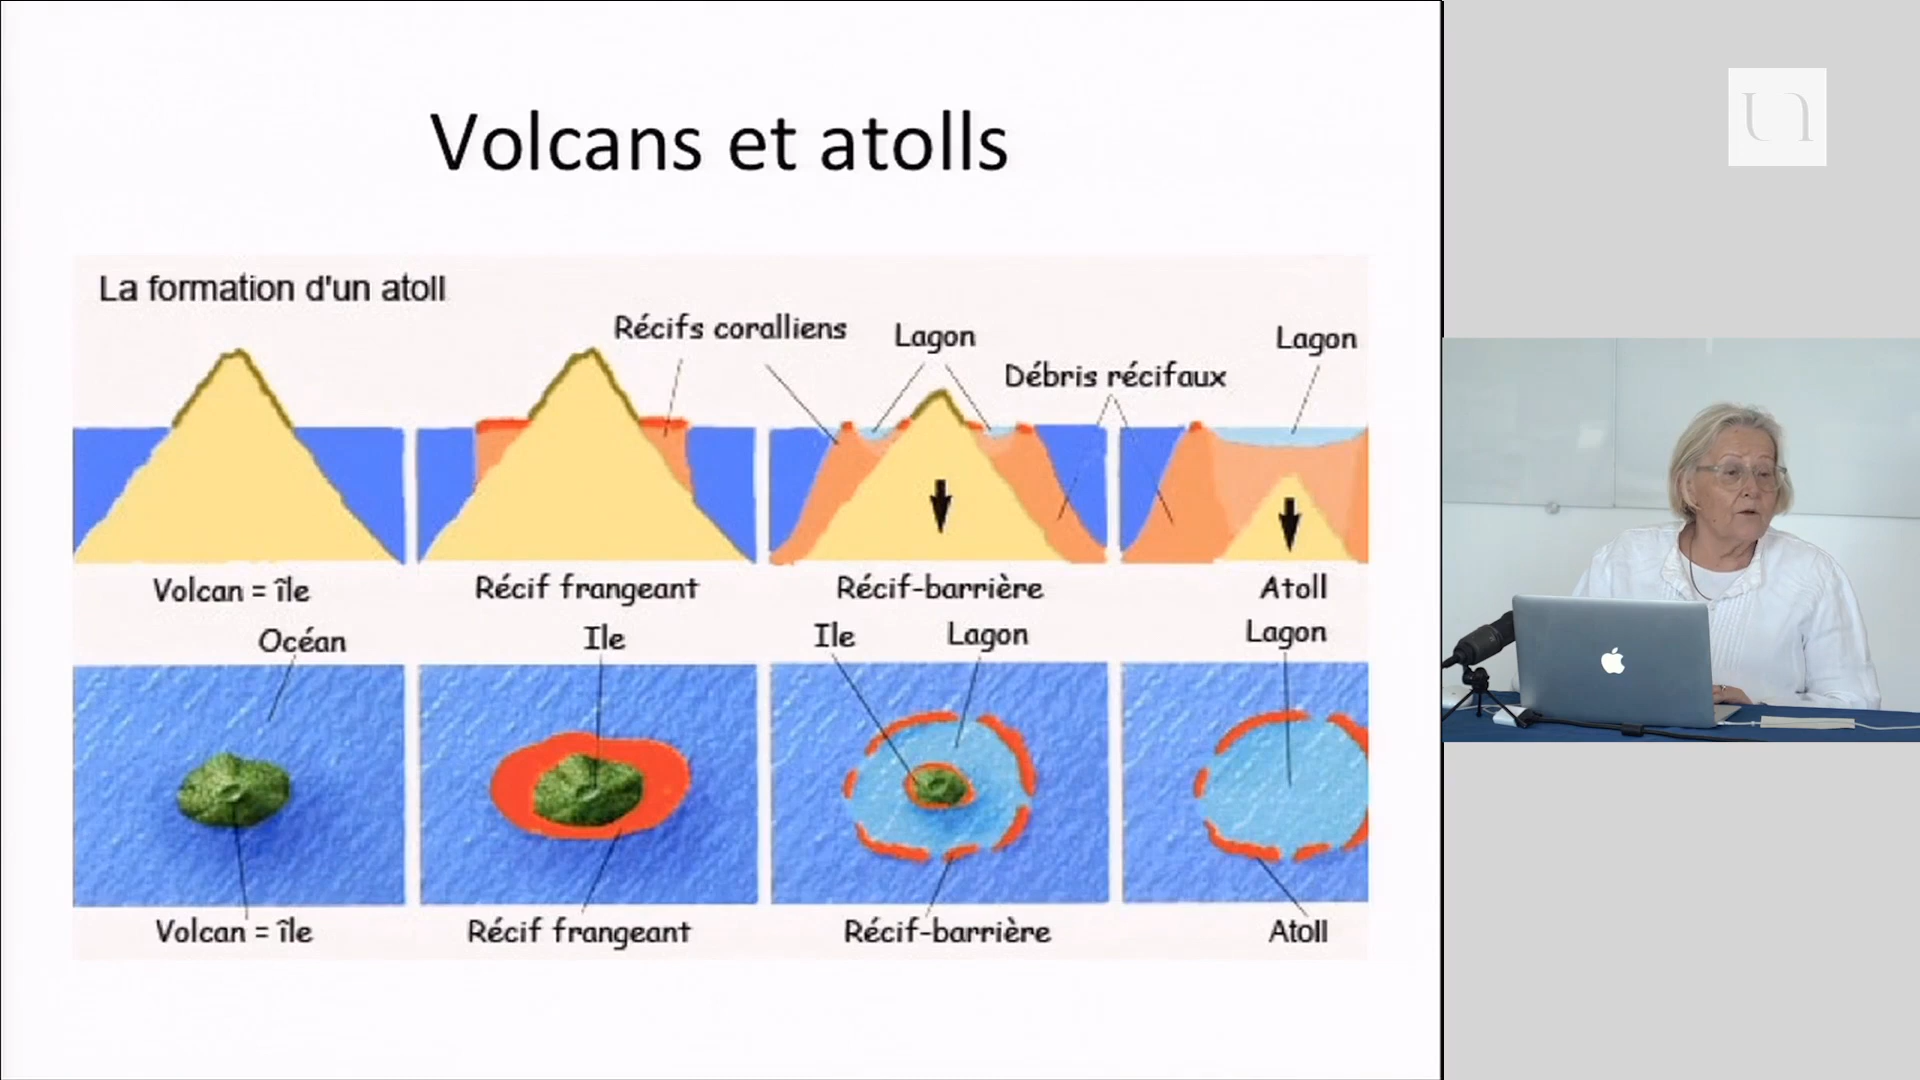 Volcans et atolls
La formation d'un atoll
Récifs coralliens
Lagon
Lagon
Débris récifaux
Volcan = île
Récif frangeant
Récif-barrière
Atoll
Océan
Ile
Ile
Lagon
Lagon
Volcan = île
Récif frangeant
Récif-barrière
Atoll